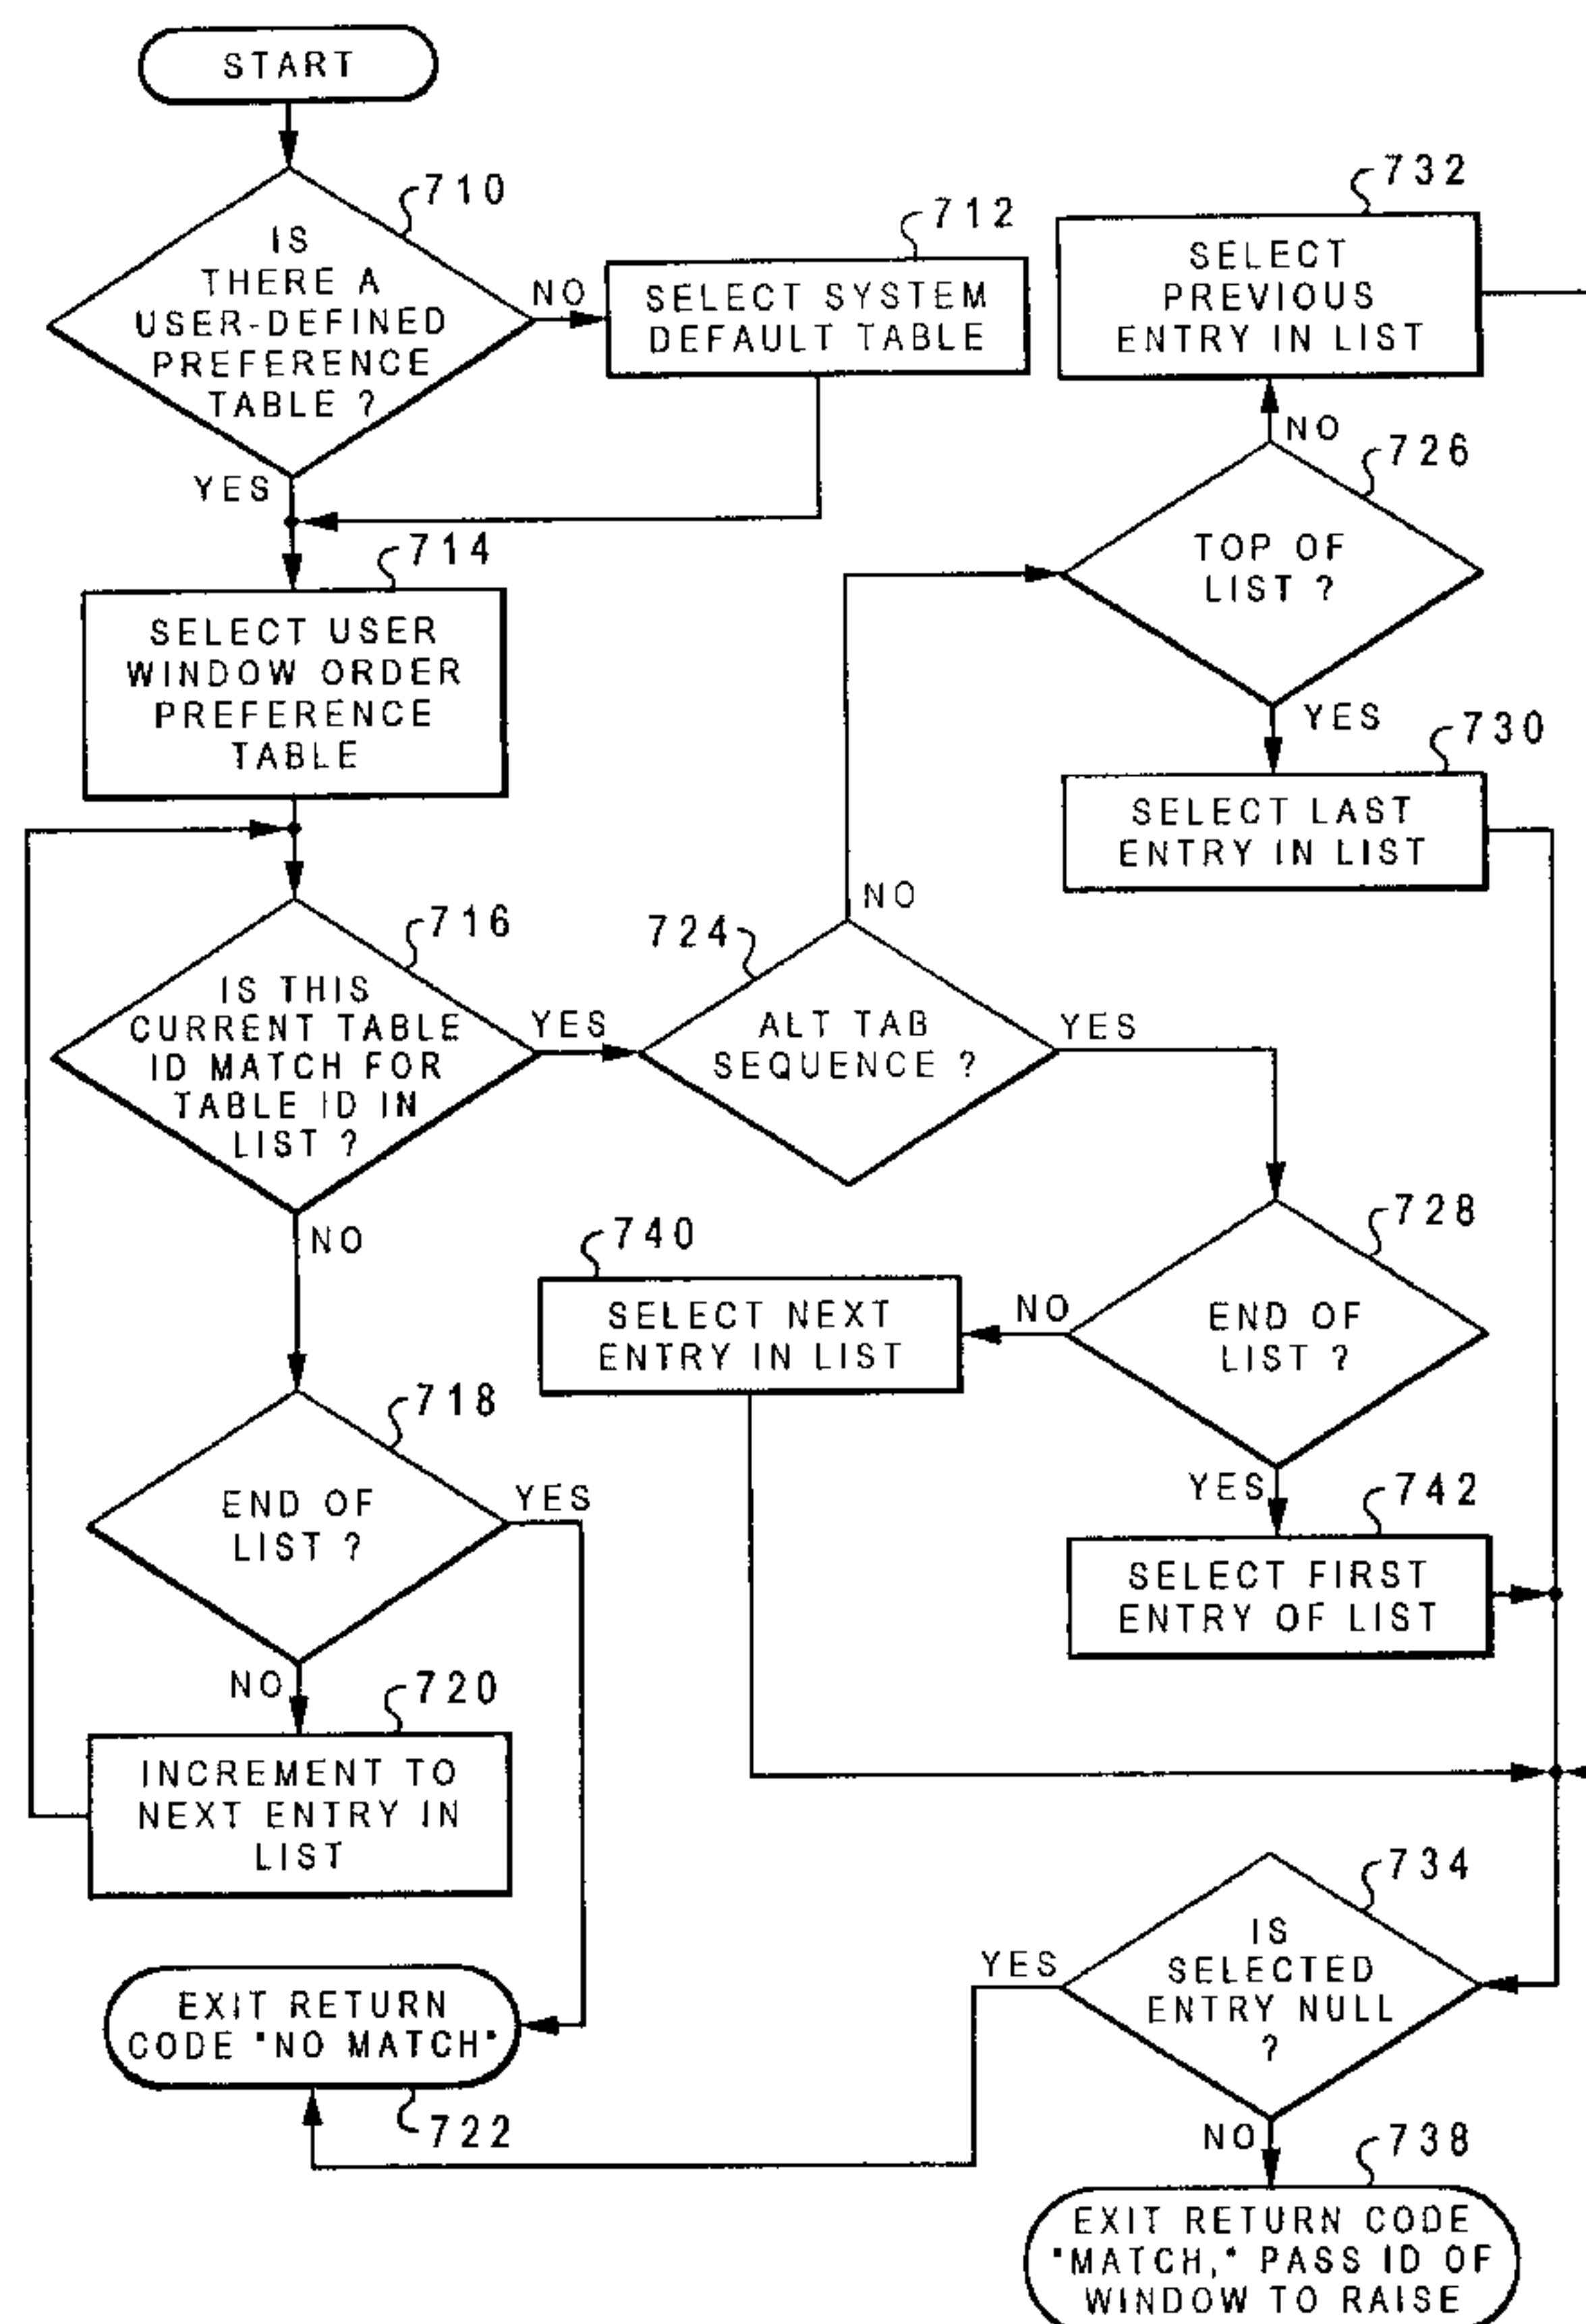 START
710
IS
THERE A
USER-DEFINED
PREFERENCE
TABLE ?
NO
YES
712
SELECT SYSTEM
DEFAULT TABLE
714
SELECT USER
WINDOW ORDER
PREFERENCE
TABLE
716
IS THIS
CURRENT TABLE
ID MATCH FOR
TABLE ID IN
LIST ?
YES
NO
718
END OF
LIST ?
YES
NO
720
INCREMENT TO
NEXT ENTRY IN
LIST
EXIT RETURN
CODE "NO MATCH"
722
724
ALT TAB
SEQUENCE ?
NO
YES
732
SELECT
PREVIOUS
ENTRY IN LIST
NO
726
TOP OF
LIST ?
YES
730
SELECT LAST
ENTRY IN LIST
728
END OF
LIST ?
NO
YES
740
SELECT NEXT
ENTRY IN LIST
742
SELECT FIRST
ENTRY OF LIST
734
IS
SELECTED
ENTRY NULL
?
YES
NO
738
EXIT RETURN CODE
"MATCH," PASS ID OF
WINDOW TO RAISE